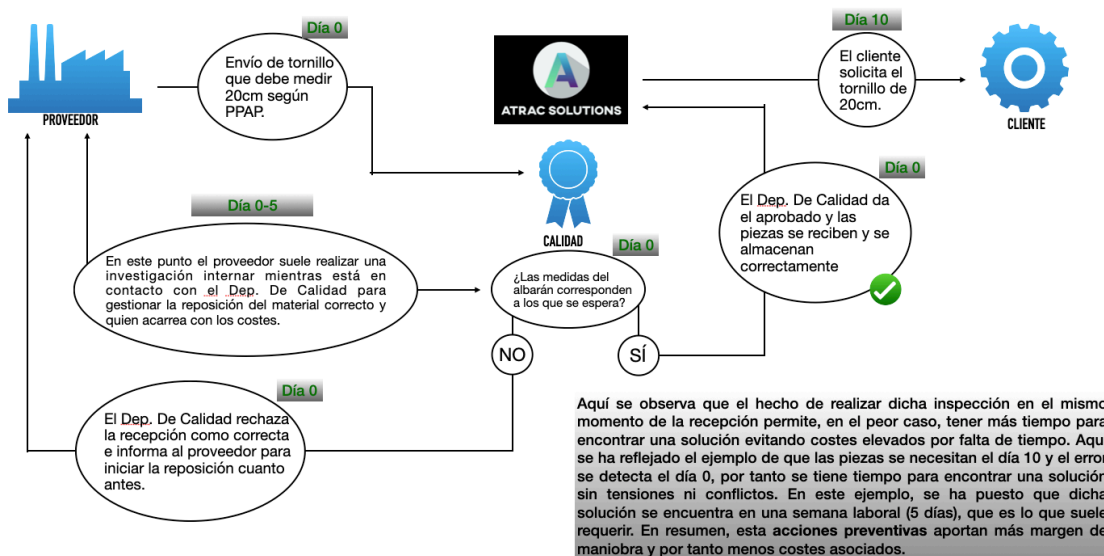 Día 0
Envío de tornillo
que debe medir
20cm según
PPAP.
PROVEEDOR
ATRAC SOLUTIONS
Día 10
El cliente
solicita el
tornillo de
20cm.
CLIENTE
CALIDAD
Día 0
El Dep. De Calidad da
el aprobado y las
piezas se reciben y se
almacenan
correctamente
Día 0-5
En este punto el proveedor suele realizar una
investigación internar mientras está en
contacto con el Dep. De Calidad para
gestionar la reposición del material correcto y
quien acarrea con los costes.
Día 0
¿Las medidas del
albarán corresponden
a los que se espera?
NO
SÍ
Día 0
El Dep. De Calidad rechaza
la recepción como correcta
e informa al proveedor para
iniciar la reposición cuanto
antes.
Aquí se observa que el hecho de realizar dicha inspección en el mismo
momento de la recepción permite, en el peor caso, tener más tiempo para
encontrar una solución evitando costes elevados por falta de tiempo. Aquí
se ha reflejado el ejemplo de que las piezas se necesitan el día 10 y el error
se detecta el día 0, por tanto se tiene tiempo para encontrar una solución
sin tensiones ni conflictos. En este ejemplo, se ha puesto que dicha
solución se encuentra en una semana laboral (5 días), que es lo que suele
requerir. En resumen, esta acciones preventivas aportan más margen de
maniobra y por tanto menos costes asociados.